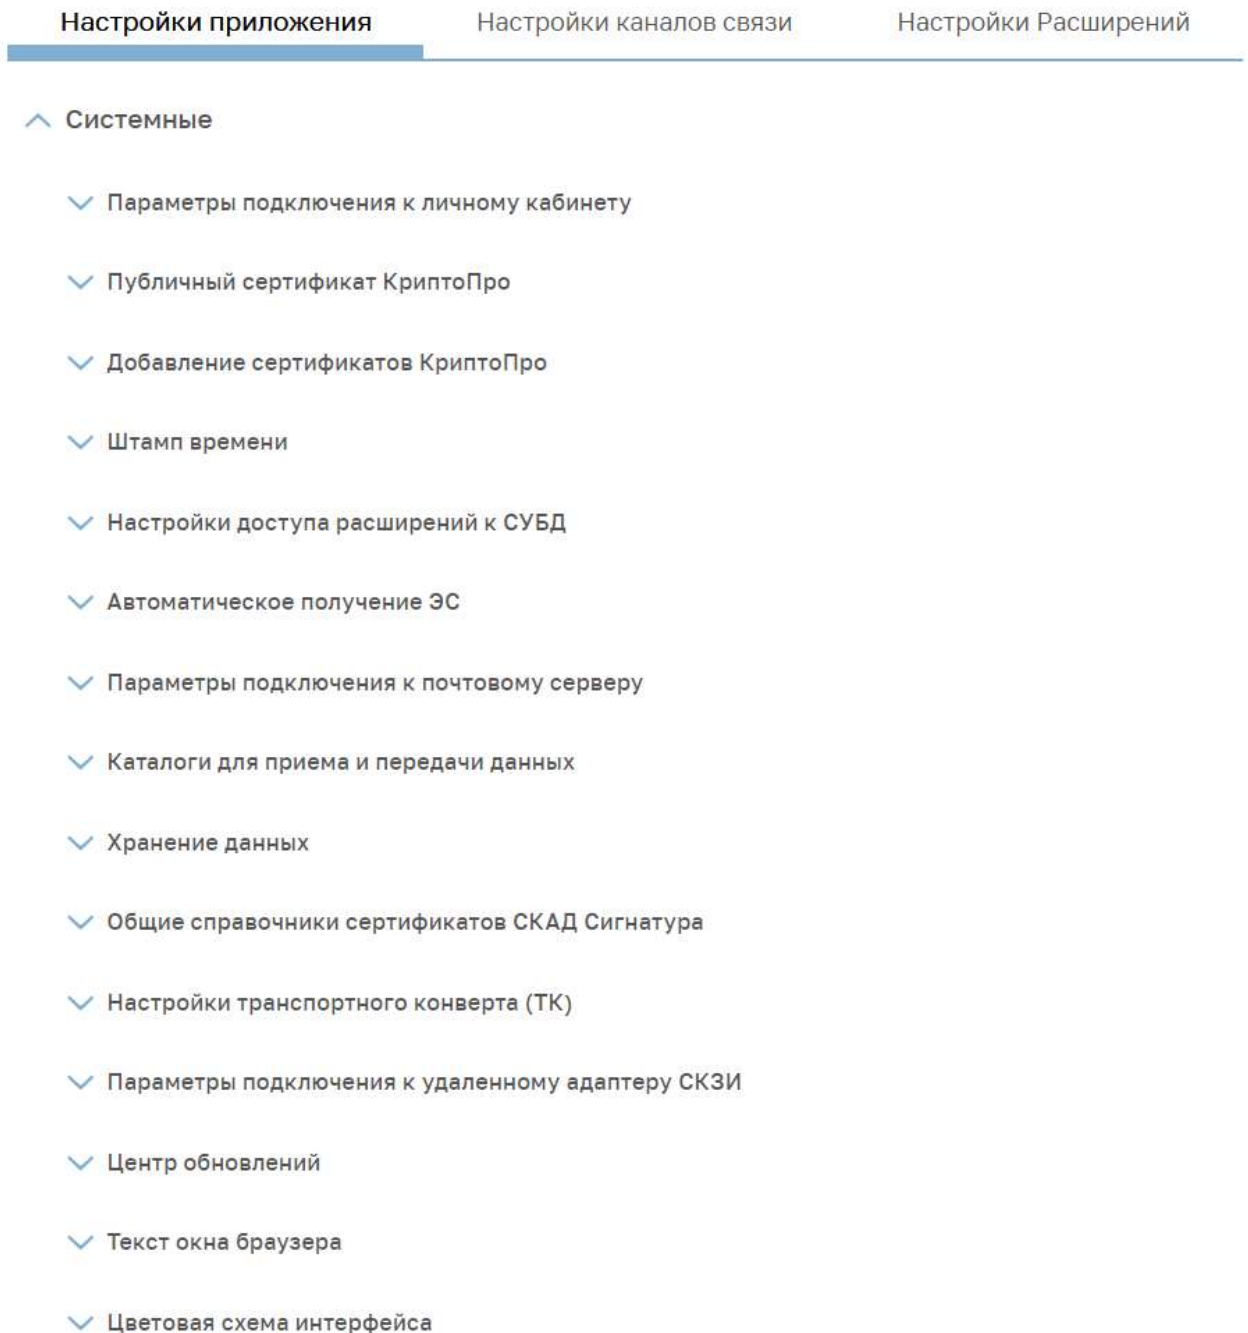 Настройки приложения
Настройки каналов связи
Настройки Расширений
Системные
Параметры подключения к личному кабинету
Публичный сертификат КриптоПро
Добавление сертификатов КриптоПро
Штамп времени
Настройки доступа расширений к СУБД
Автоматическое получение ЭС
Параметры подключения к почтовому серверу
Каталоги для приема и передачи данных
Хранение данных
Общие справочники сертификатов СКАД Сигнатура
Настройки транспортного конверта (ТК)
Параметры подключения к удаленному адаптеру СКЗИ
Центр обновлений
Текст окна браузера
Цветовая схема интерфейса